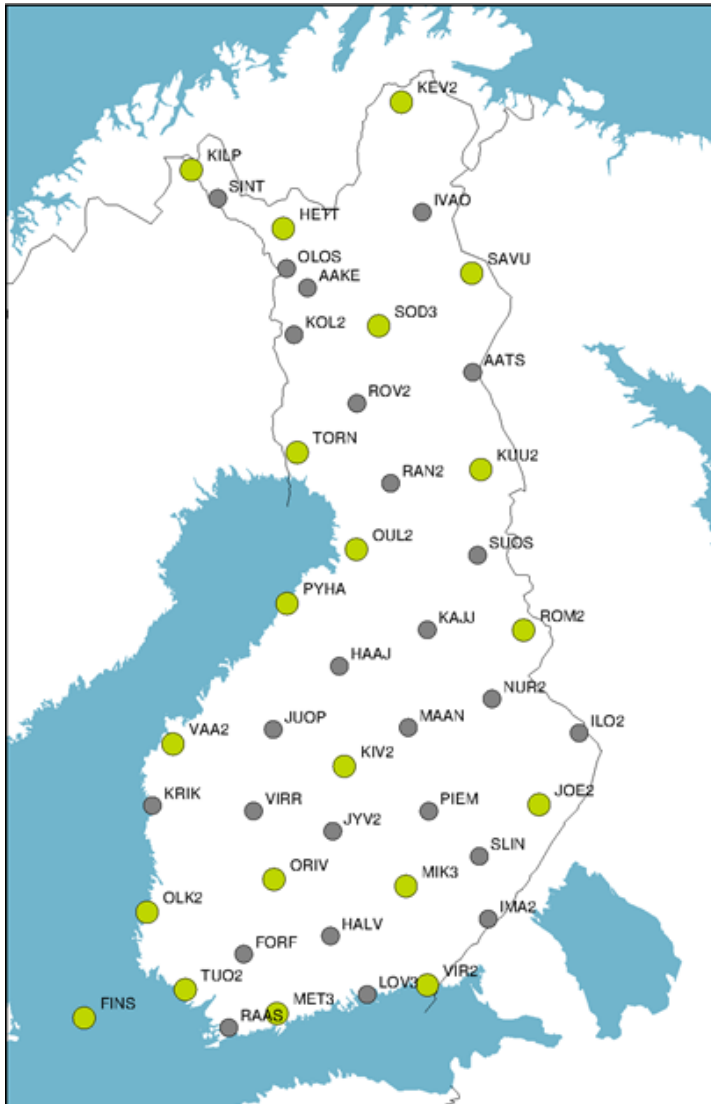 KEV2
KILP
SINT
IVAO
HETT
SAVU
OLOS
AAKE
SOD3
KOL2
AATS
ROV2
TORN
KUU2
RAN2
OUL2
SUOS
PYHA
KAJJ
ROM2
HAAJ
NUR2
JUOP
MAAN
ILO2
VAA2
KIV2
KRIK
VIRR
PIEM
JOE2
JYV2
SLIN
ORIV
MIK3
OLK2
IMA2
HALV
FORF
TUO2
LOV3
VIR2
FINS
MET3
RAAS